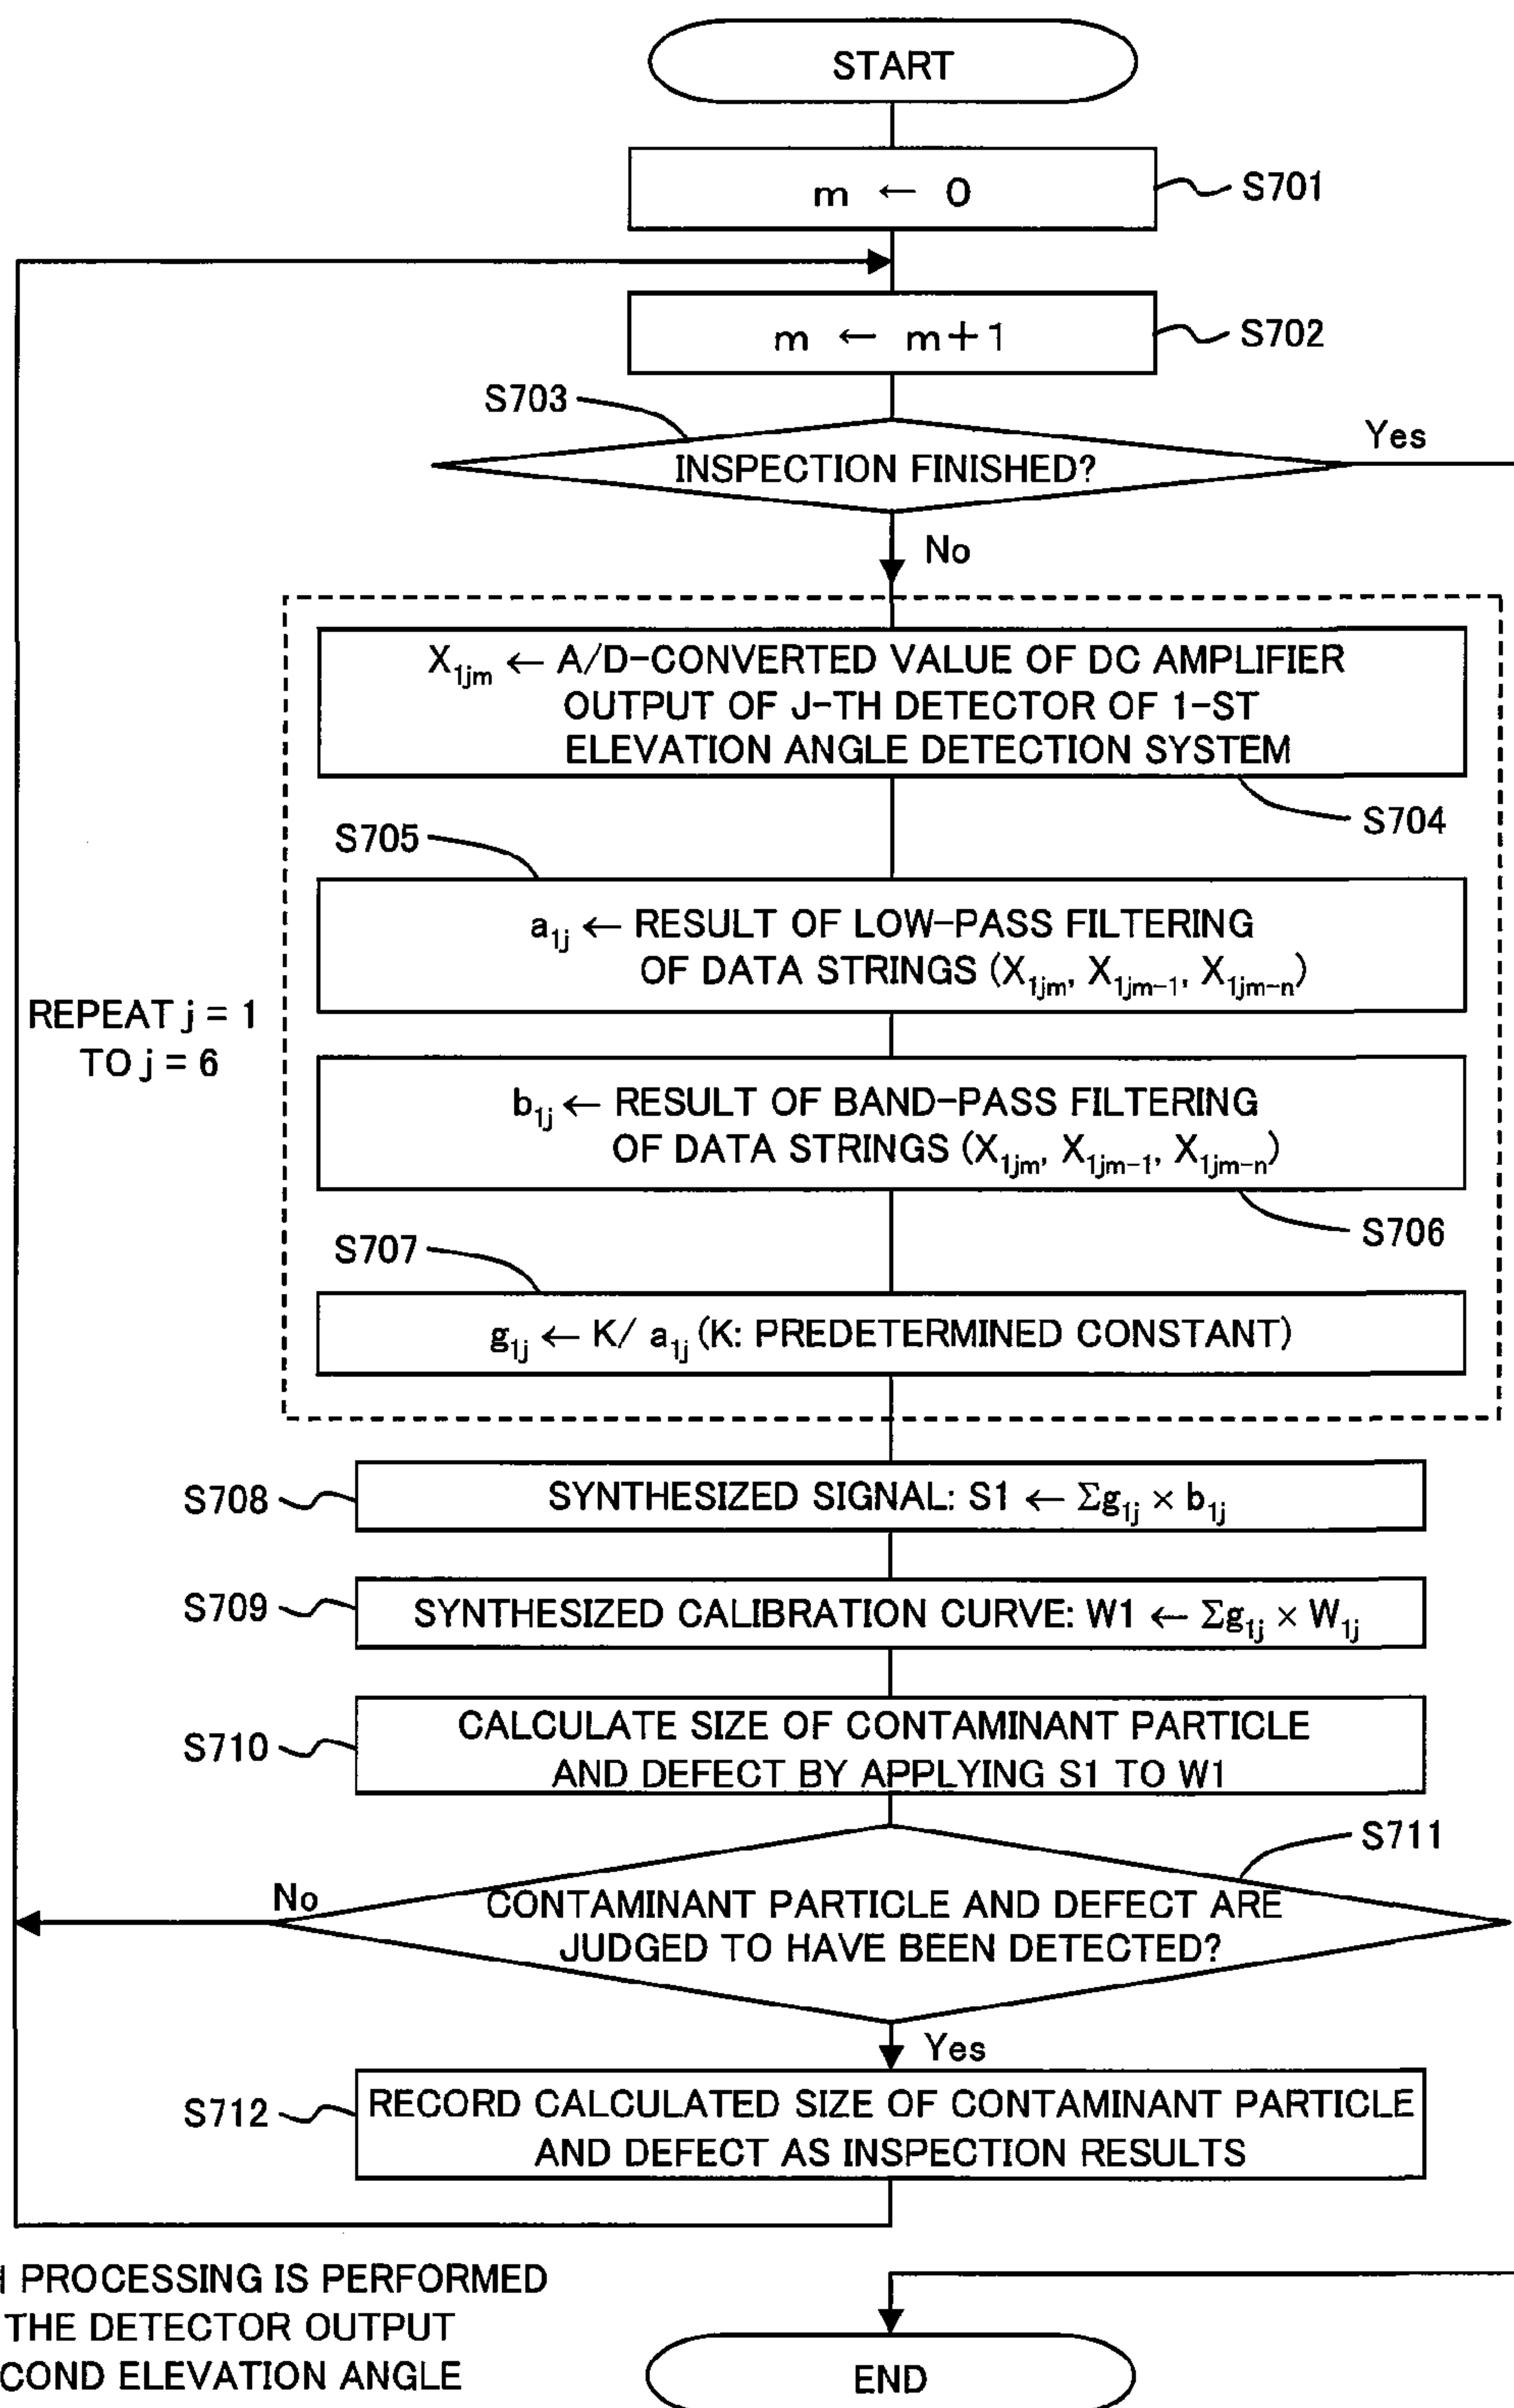 START
m ← 0
S701
m ← m+1
S702
S703
INSPECTION FINISHED?
Yes
No
X1jm ← A/D-CONVERTED VALUE OF DC AMPLIFIER
OUTPUT OF J-TH DETECTOR OF 1-ST
ELEVATION ANGLE DETECTION SYSTEM
S704
S705
a1j ← RESULT OF LOW-PASS FILTERING
OF DATA STRINGS (X1jm, X1jm-1, X1jm-n)
REPEAT j = 1
TO j = 6
b1j ← RESULT OF BAND-PASS FILTERING
OF DATA STRINGS (X1jm, X1jm-1, X1jm-n)
S706
S707
g1j ← K/ a1j (K: PREDETERMINED CONSTANT)
S708
SYNTHESIZED SIGNAL: S1 ← Σg1j × b1j
S709
SYNTHESIZED CALIBRATION CURVE: W1 ← Σg1j × W1j
S710
CALCULATE SIZE OF CONTAMINANT PARTICLE
AND DEFECT BY APPLYING S1 TO W1
S711
No
CONTAMINANT PARTICLE AND DEFECT ARE
JUDGED TO HAVE BEEN DETECTED?
Yes
S712
RECORD CALCULATED SIZE OF CONTAMINANT PARTICLE
AND DEFECT AS INSPECTION RESULTS
PROCESSING IS PERFORMED
THE DETECTOR OUTPUT
ELEVATION ANGLE
END